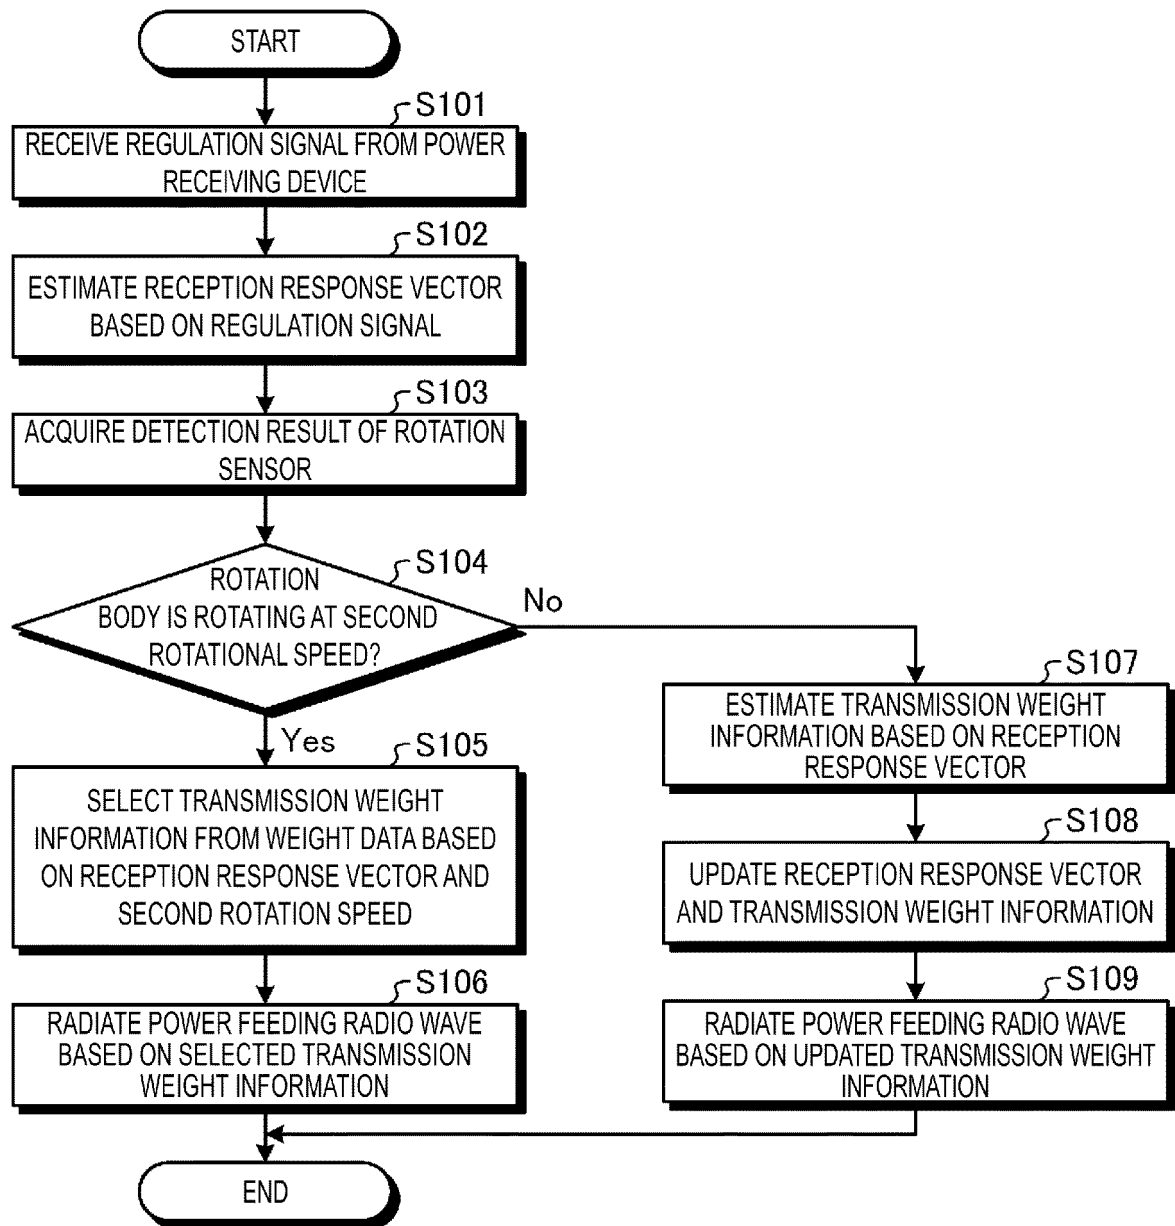 START
S101
RECEIVE REGULATION SIGNAL FROM POWER
RECEIVING DEVICE
S102
ESTIMATE RECEPTION RESPONSE VECTOR
BASED ON REGULATION SIGNAL
S103
ACQUIRE DETECTION RESULT OF ROTATION
SENSOR
S104
ROTATION
BODY IS ROTATING AT SECOND
ROTATIONAL SPEED?
No
Yes
S105
SELECT TRANSMISSION WEIGHT
INFORMATION FROM WEIGHT DATA BASED
ON RECEPTION RESPONSE VECTOR AND
SECOND ROTATION SPEED
S106
RADIATE POWER FEEDING RADIO WAVE
BASED ON SELECTED TRANSMISSION
WEIGHT INFORMATION
S107
ESTIMATE TRANSMISSION WEIGHT
INFORMATION BASED ON RECEPTION
RESPONSE VECTOR
S108
UPDATE RECEPTION RESPONSE VECTOR
AND TRANSMISSION WEIGHT INFORMATION
S109
RADIATE POWER FEEDING RADIO WAVE
BASED ON UPDATED TRANSMISSION WEIGHT
INFORMATION
END